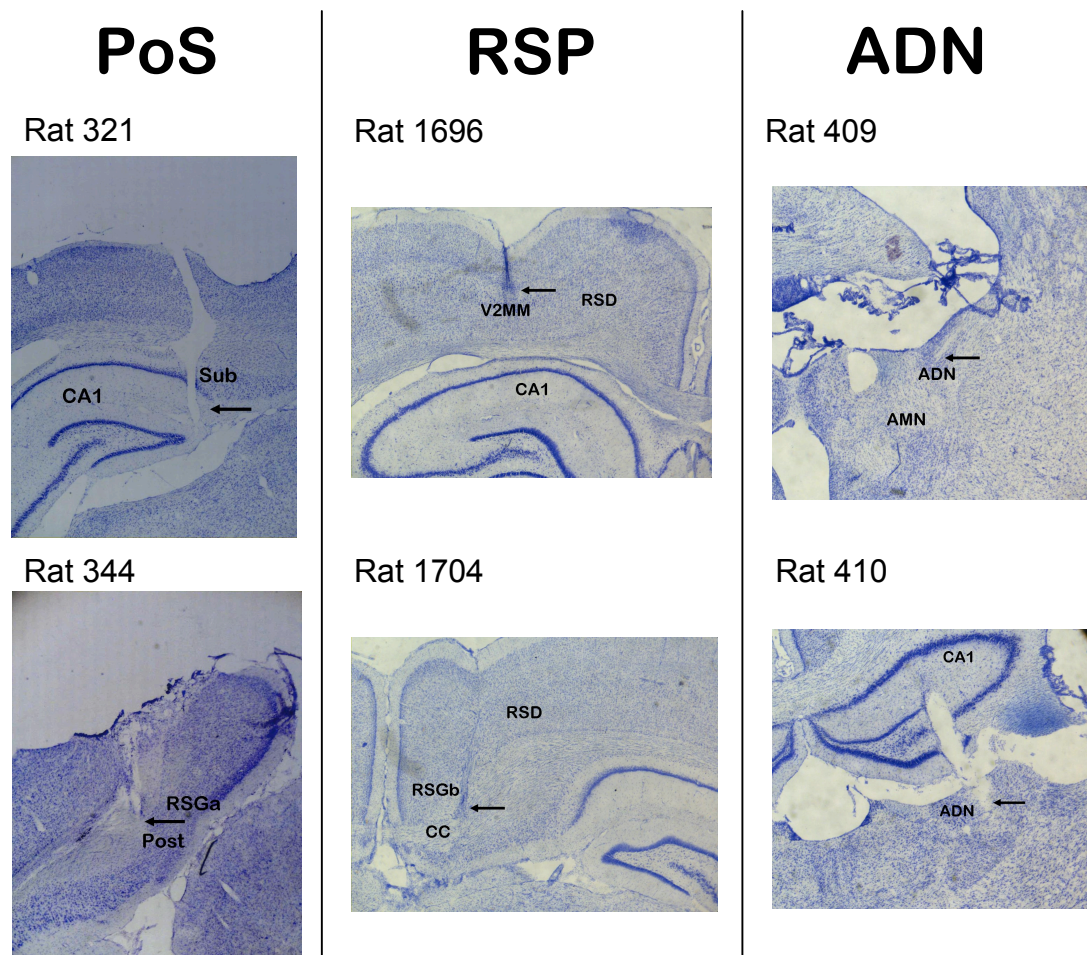 PoS
RSP
ADN
Rat 321
Rat 1696
Rat 409
Sub
CA1
V2MM
RSD
CA1
ADN
AMN
Rat 344
Rat 1704
Rat 410
RSGa
Post
RSD
RSGb
CC
CA1
ADN